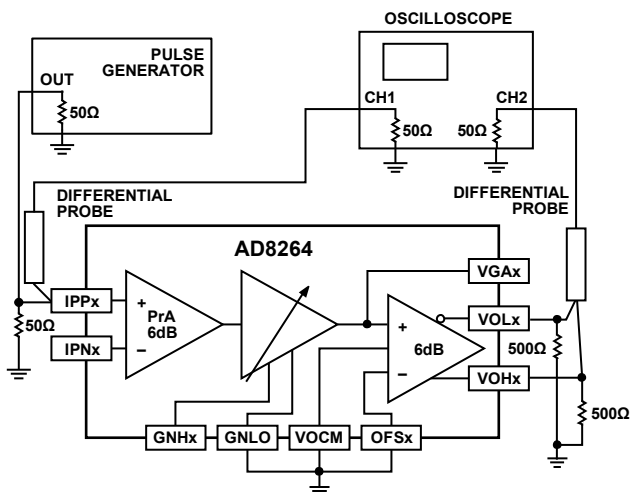 OSCILLOSCOPE
PULSE
GENERATOR
OUT
50Ω
CH1
CH2
50Ω
50Ω
DIFFERENTIAL
PROBE
DIFFERENTIAL
PROBE
AD8264
VGAx
IPPx
+
PrA
6dB
–
+
6dB
–
VOLx
50Ω
IPNx
500Ω
VOHx
500Ω
GNHx
GNLO
VOCM
OFSx